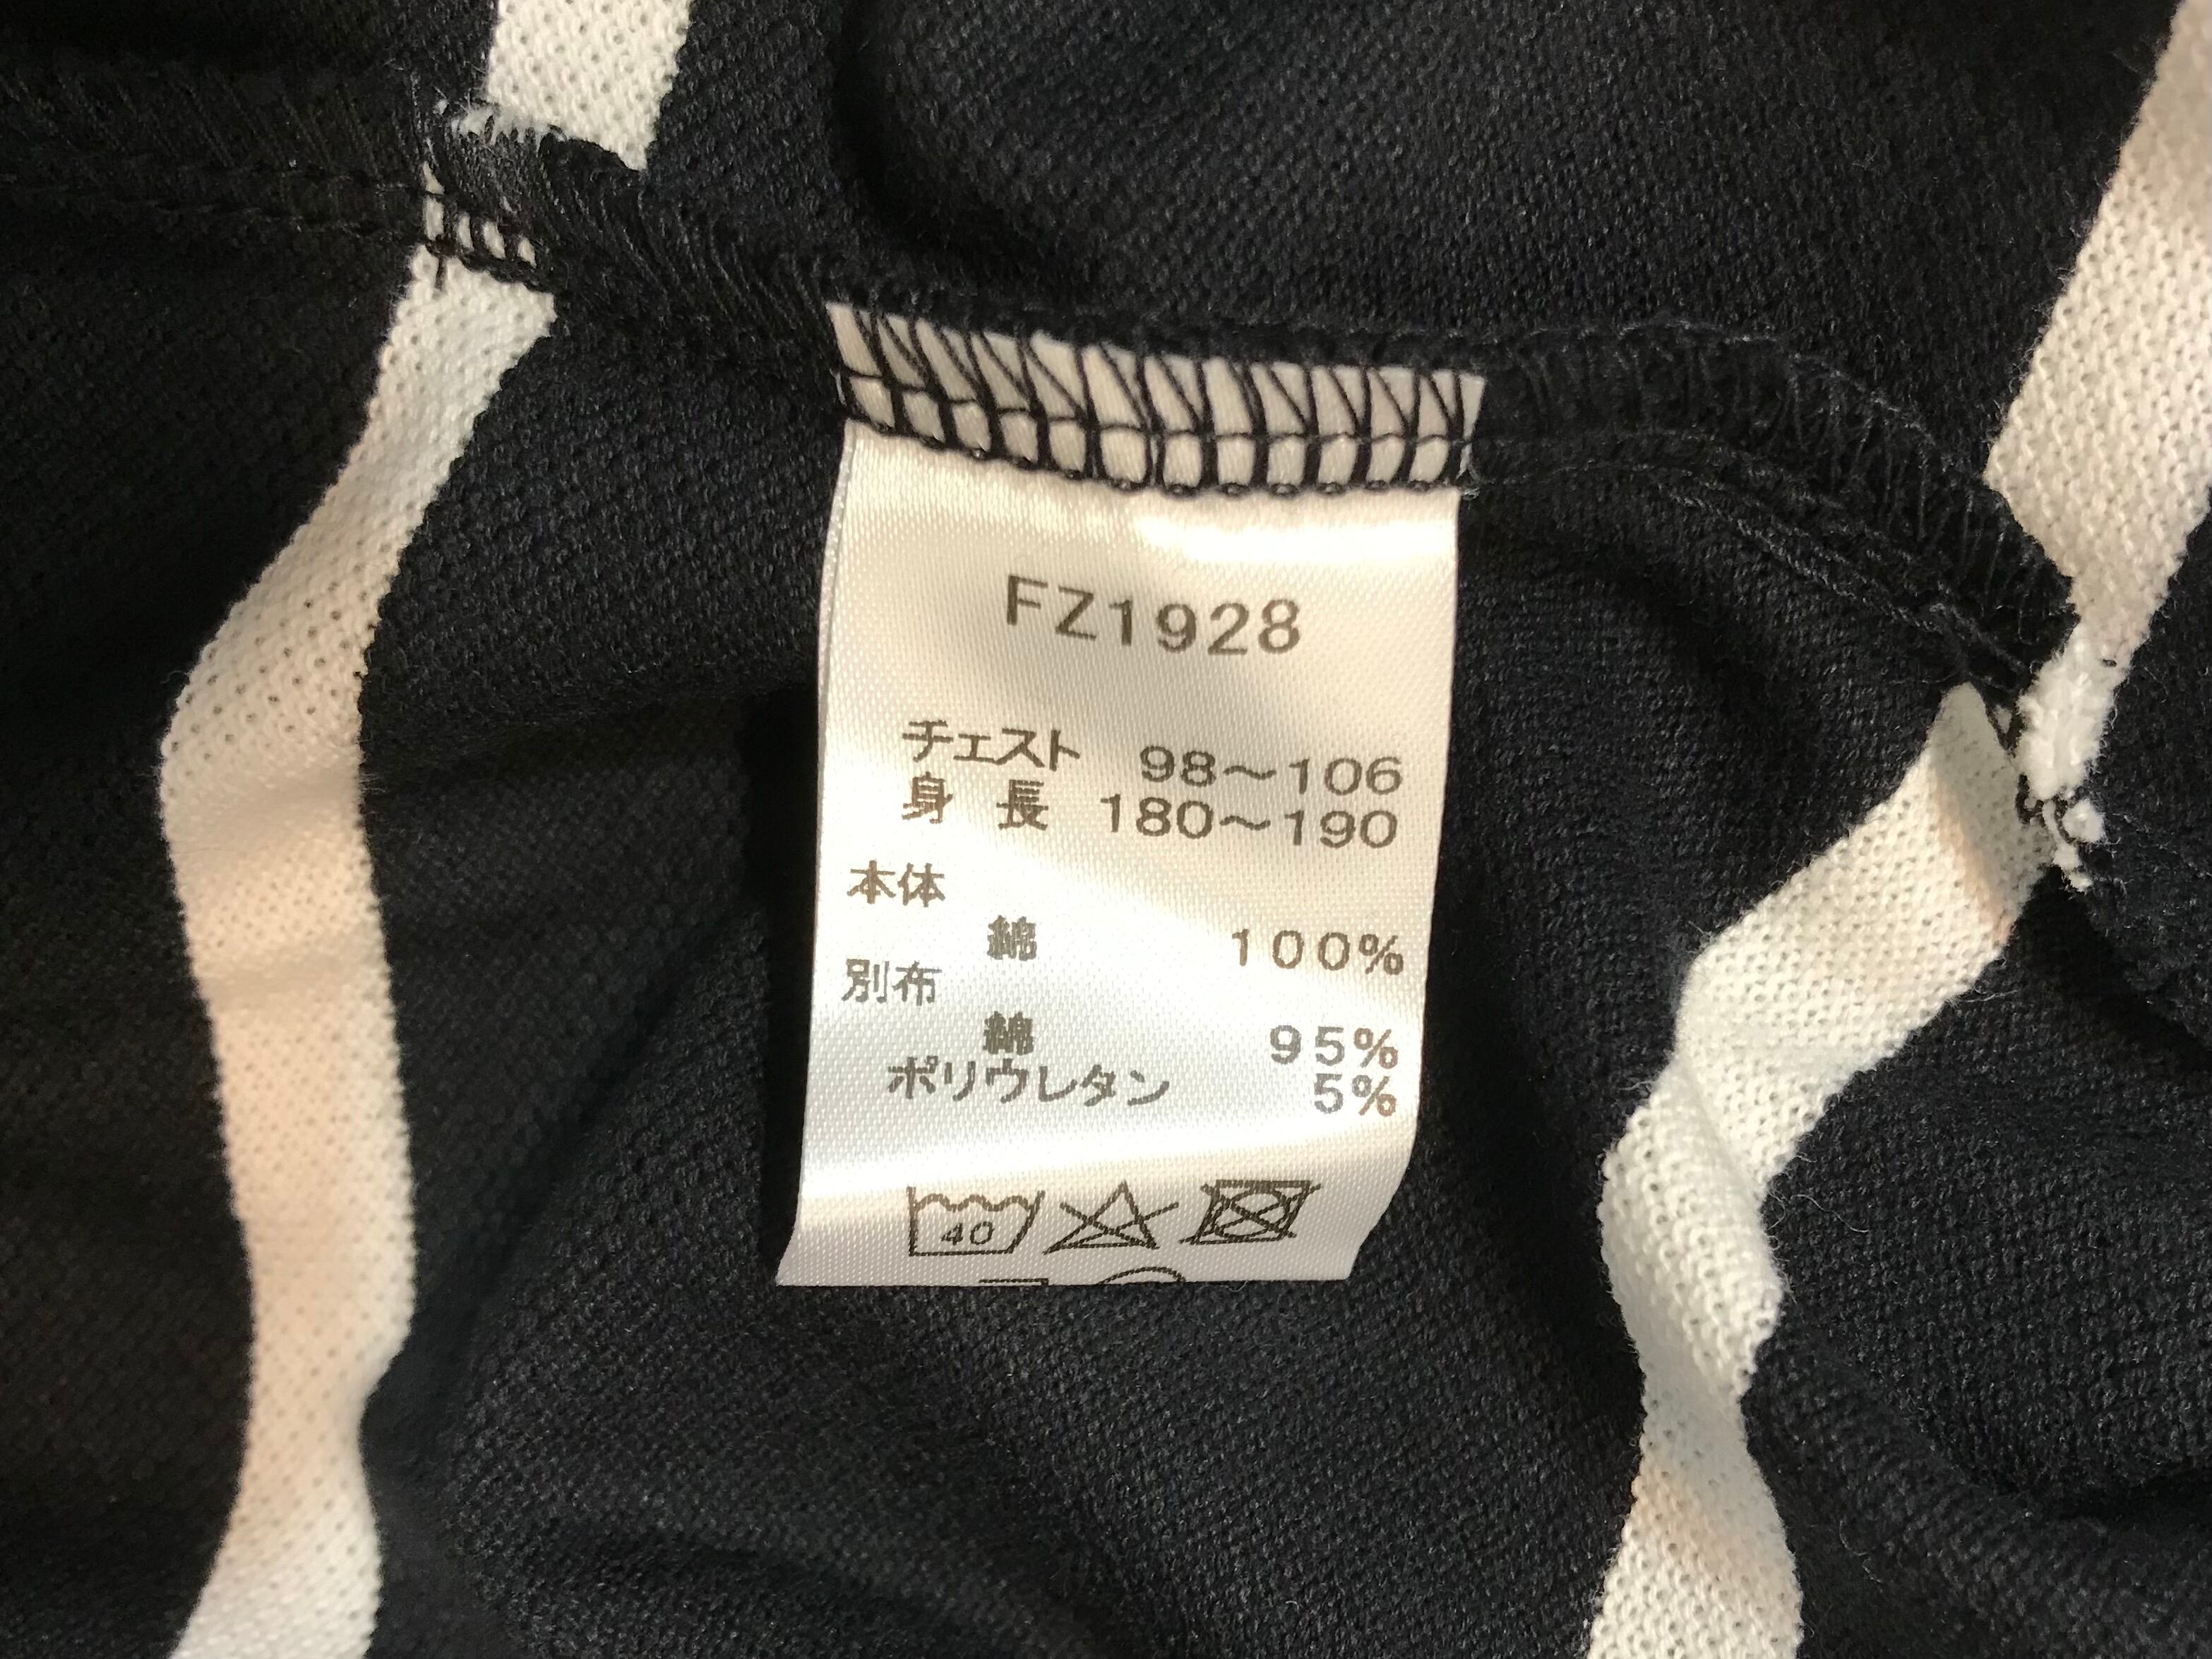 FZ1928
チェスト 98～106
身 長 180～190
本体
綿 100%
別布
綿 95%
ポリウレタン 5%
40